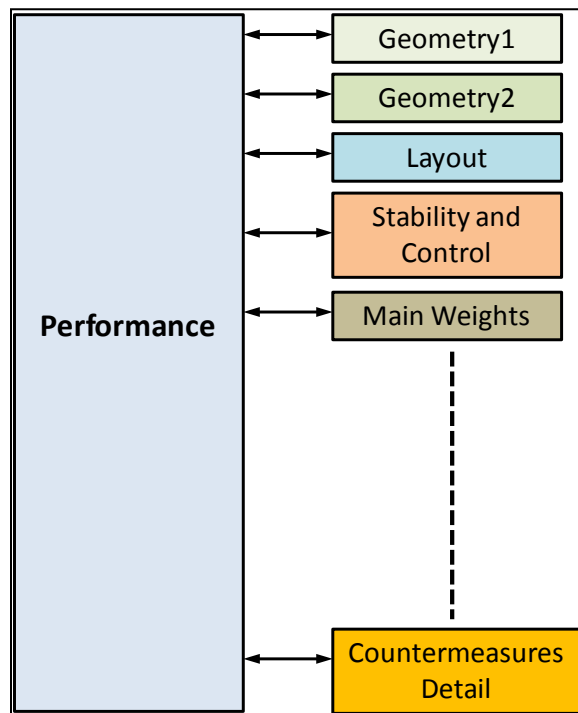 Geometry1
Geometry2
Layout
Stability and
Control
Performance
Main Weights
Countermeasures
Detail